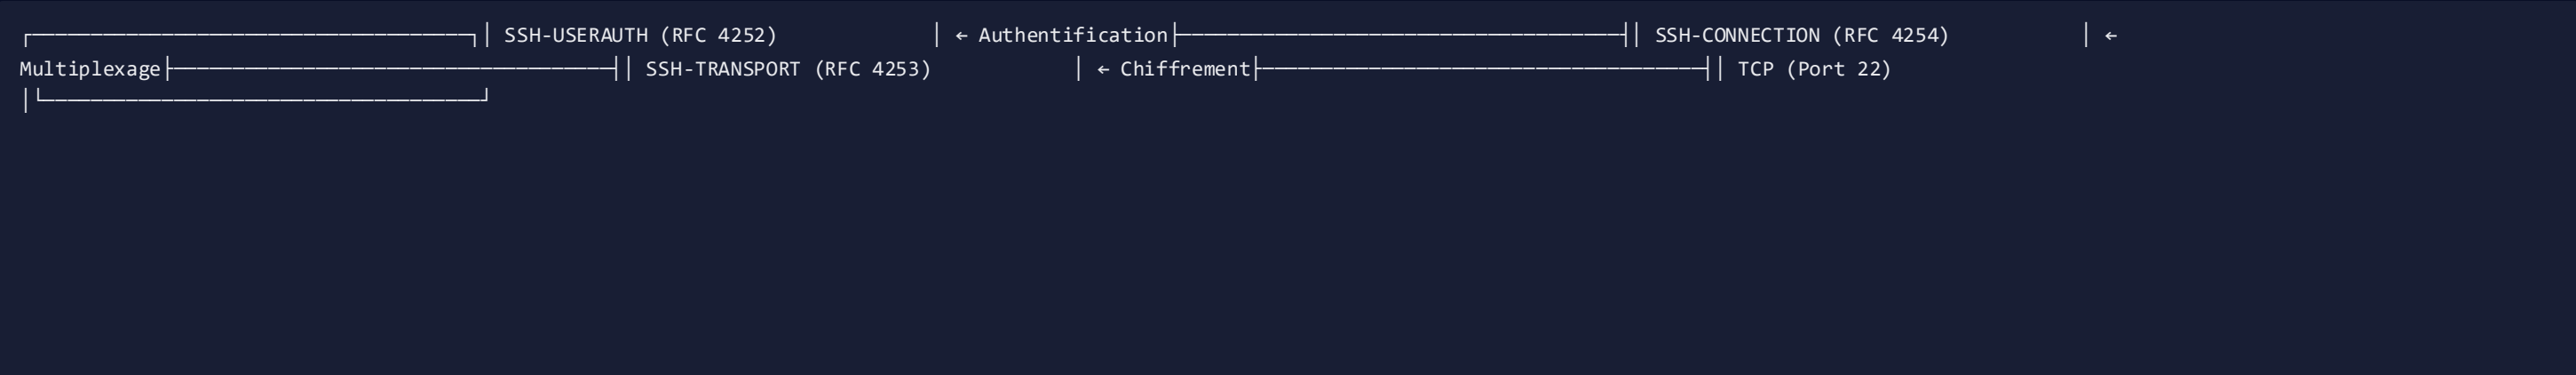 ┌─────────────────────────────────────┐│ SSH-USERAUTH (RFC 4252)             │ ← Authentification├─────────────────────────────────────┤│ SSH-CONNECTION (RFC 4254)           │ ←
Multiplexage├─────────────────────────────────────┤│ SSH-TRANSPORT (RFC 4253)            │ ← Chiffrement├─────────────────────────────────────┤│ TCP (Port 22)
│└─────────────────────────────────────┘